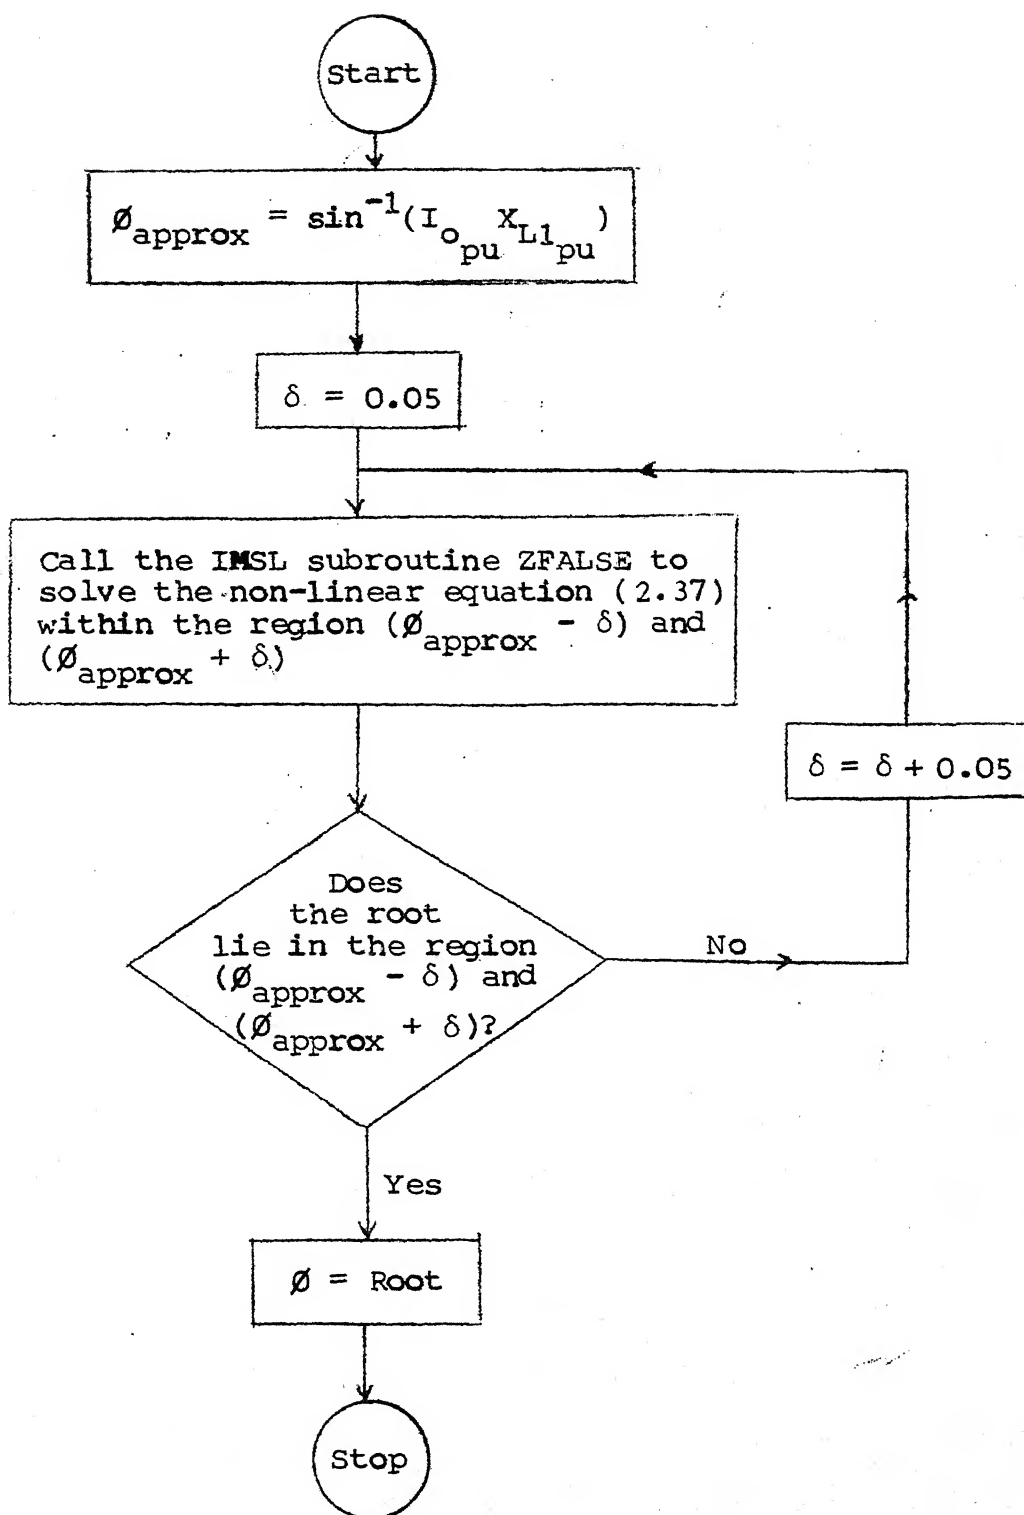 Start
Ø_approx = sin⁻¹(I_o_pu X_L1_pu)
δ = 0.05
Call the IMSL subroutine ZFALSE to
solve the non-linear equation (2.37)
within the region (Ø_approx - δ) and
(Ø_approx + δ)
δ = δ + 0.05
Does
the root
lie in the region
(Ø_approx - δ) and
(Ø_approx + δ)?
No
Yes
Ø = Root
Stop